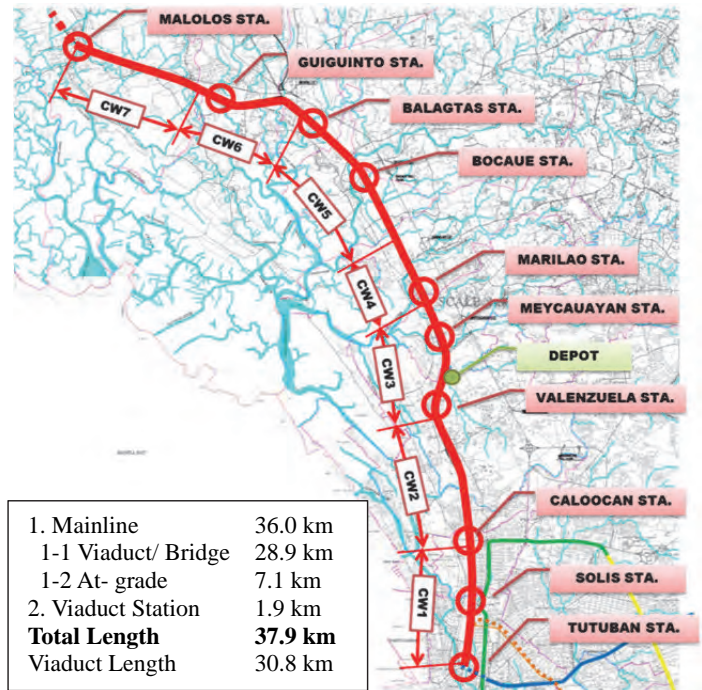 MALOLOS STA.
GUIGUINTO STA.
BALAGTAS STA.
BOCAUE STA.
CW7
CW6
CW5
MARILAO STA.
CW4
MEYCAUAYAN STA.
CW3
DEPOT
VALENZUELA STA.
CW2
CALOOCAN STA.
CW1
SOLIS STA.
TUTUBAN STA.
1. Mainline 36.0 km
1-1 Viaduct/ Bridge 28.9 km
1-2 At- grade 7.1 km
2. Viaduct Station 1.9 km
Total Length 37.9 km
Viaduct Length 30.8 km